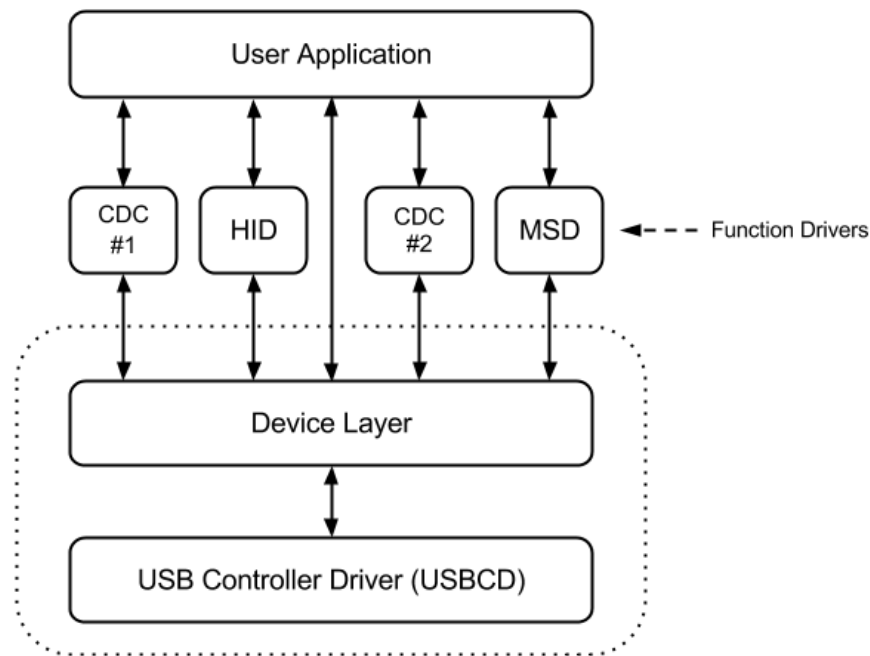 User Application
CDC
#1
HID
CDC
#2
MSD
Function Drivers
Device Layer
USB Controller Driver (USBCD)